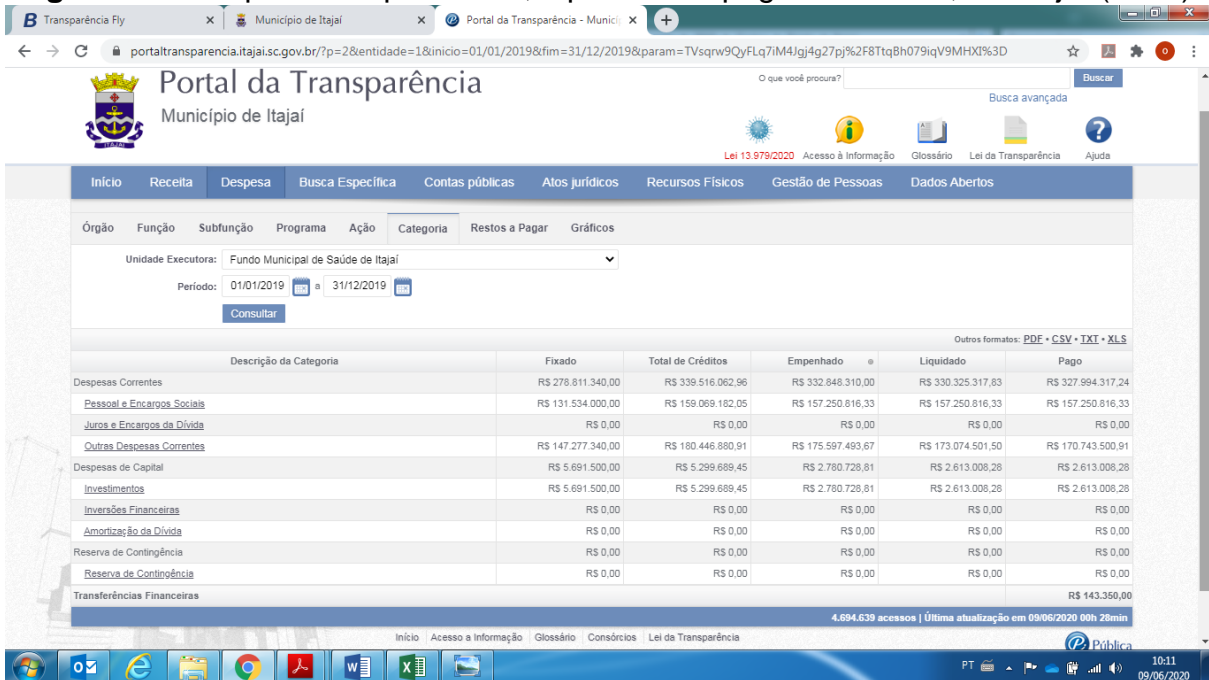 Transparência Fly
Município de Itajaí
Portal da Transparência - Municíp
portaltransparencia.itajai.sc.gov.br/?p=2&entidade=1&inicio=01/01/2019&fim=31/12/2019&param=TVsqrw9QyFLq7iM4Jgj4g27pj%2F8TtqBh079iqV9MHXI%3D
Portal da Transparência
Município de Itajaí
ITAJAÍ
O que você procura?
Buscar
Busca avançada
Lei 13.979/2020 Acesso à Informação Glossário Lei da Transparência Ajuda
Início Receita Despesa Busca Específica Contas públicas Atos jurídicos Recursos Físicos Gestão de Pessoas Dados Abertos
Órgão Função Subfunção Programa Ação Categoria Restos a Pagar Gráficos
Unidade Executora: Fundo Municipal de Saúde de Itajaí
Período: 01/01/2019 a 31/12/2019
Consultar
Outros formatos: PDF • CSV • TXT • XLS
Descrição da Categoria Fixado Total de Créditos Empenhado Liquidado Pago
Despesas Correntes R$ 278.811.340,00 R$ 339.516.062,96 R$ 332.848.310,00 R$ 330.325.317,83 R$ 327.994.317,24
Pessoal e Encargos Sociais R$ 131.534.000,00 R$ 159.069.182,05 R$ 157.250.816,33 R$ 157.250.816,33 R$ 157.250.816,33
Juros e Encargos da Dívida R$ 0,00 R$ 0,00 R$ 0,00 R$ 0,00 R$ 0,00
Outras Despesas Correntes R$ 147.277.340,00 R$ 180.446.880,91 R$ 175.597.493,67 R$ 173.074.501,50 R$ 170.743.500,91
Despesas de Capital R$ 5.691.500,00 R$ 5.299.689,45 R$ 2.780.728,81 R$ 2.613.008,28 R$ 2.613.008,28
Investimentos R$ 5.691.500,00 R$ 5.299.689,45 R$ 2.780.728,81 R$ 2.613.008,28 R$ 2.613.008,28
Inversões Financeiras R$ 0,00 R$ 0,00 R$ 0,00 R$ 0,00 R$ 0,00
Amortização da Dívida R$ 0,00 R$ 0,00 R$ 0,00 R$ 0,00 R$ 0,00
Reserva de Contingência R$ 0,00 R$ 0,00 R$ 0,00 R$ 0,00 R$ 0,00
Reserva de Contingência R$ 0,00 R$ 0,00 R$ 0,00 R$ 0,00 R$ 0,00
Transferências Financeiras R$ 143.350,00
4.694.639 acessos | Última atualização em 09/06/2020 00h 28min
Início Acesso a Informação Glossário Consórcios Lei da Transparência
Pública
PT 10:11
09/06/2020